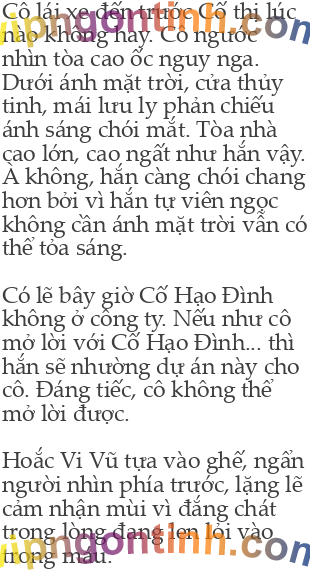 Cô lái xe đến trước Cố thị lúc
nào không hay. Cô ngước
nhìn tòa cao ốc nguy nga.
Dưới ánh mặt trời, cửa thủy
tinh, mái lưu ly phản chiếu
ánh sáng chói mắt. Tòa nhà
cao lớn, cao ngất như hắn vậy.
À không, hắn càng chói chang
hơn bởi vì hắn tự viên ngọc
không cần ánh mặt trời vẫn có
thể tỏa sáng.
Có lẽ bây giờ Cố Hạo Đình
không ở công ty. Nếu như cô
mở lời với Cố Hạo Đình... thì
hắn sẽ nhường dự án này cho
cô. Đáng tiếc, cô không thể
mở lời được.
Hoắc Vi Vũ tựa vào ghế, ngẩn
người nhìn phía trước, lặng lẽ
cảm nhận mùi vì đắng chát
trong lòng đang len lỏi vào
trong máu.
vipngontinh.com
vipngontinh.com